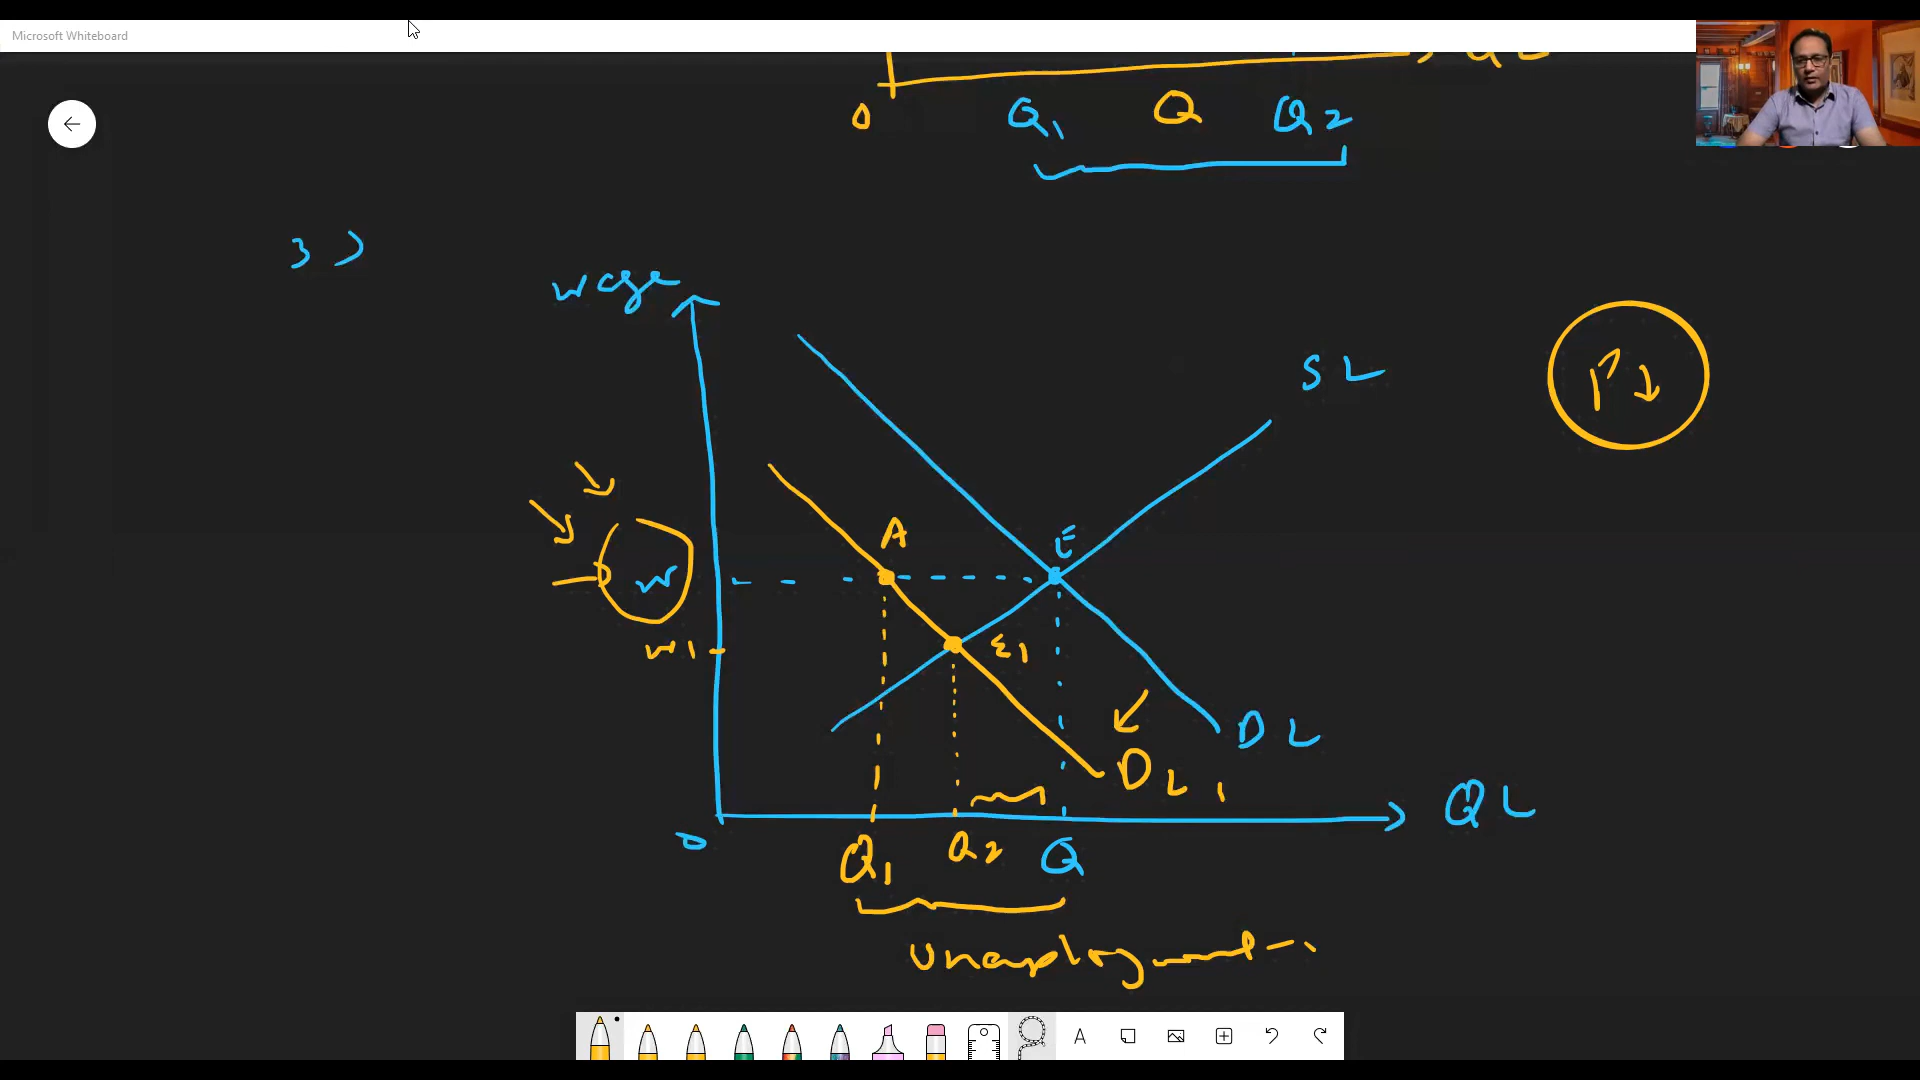 Microsoft Whiteboard
0 Q1 Q Q2
3)
wage
SL
P↓
A
E
w
w1
E1
DL
DL1
QL
0
Q1 Q2 Q
unemployment
A